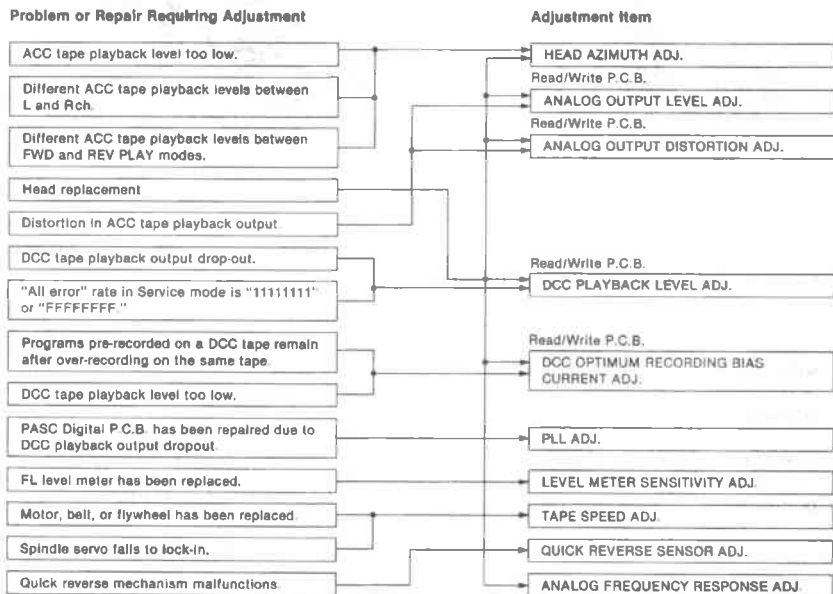 Problem or Repair Requiring Adjustment
ACC tape playback level too low.
Different ACC tape playback levels between
L and Rch.
Different ACC tape playback levels between
FWD and REV PLAY modes.
Head replacement
Distortion in ACC tape playback output
DCC tape playback output drop-out.
"All error" rate in Service mode is "11111111"
or "FFFFFFFF."
Programs pre-recorded on a DCC tape remain
after over-recording on the same tape.
DCC tape playback level too low.
PASC Digital P.C.B. has been repaired due to
DCC playback output dropout.
FL level meter has been replaced.
Motor, belt, or flywheel has been replaced.
Spindle servo fails to lock-in.
Quick reverse mechanism malfunctions.
Adjustment Item
HEAD AZIMUTH ADJ.
Read/Write P.C.B.
ANALOG OUTPUT LEVEL ADJ.
Read/Write P.C.B.
ANALOG OUTPUT DISTORTION ADJ.
Read/Write P.C.B.
DCC PLAYBACK LEVEL ADJ.
Read/Write P.C.B.
DCC OPTIMUM RECORDING BIAS
CURRENT ADJ.
PLL ADJ.
LEVEL METER SENSITIVITY ADJ.
TAPE SPEED ADJ.
QUICK REVERSE SENSOR ADJ.
ANALOG FREQUENCY RESPONSE ADJ.